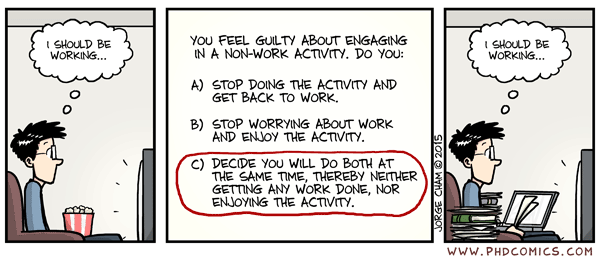 I SHOULD BE
WORKING...
YOU FEEL GUILTY ABOUT ENGAGING
IN A NON-WORK ACTIVITY. DO YOU:
A) STOP DOING THE ACTIVITY AND
GET BACK TO WORK.
B) STOP WORRYING ABOUT WORK
AND ENJOY THE ACTIVITY.
C) DECIDE YOU WILL DO BOTH AT
THE SAME TIME, THEREBY NEITHER
GETTING ANY WORK DONE, NOR
ENJOYING THE ACTIVITY.
JORGE CHAM © 2015
I SHOULD BE
WORKING...
WWW.PHDCOMICS.COM